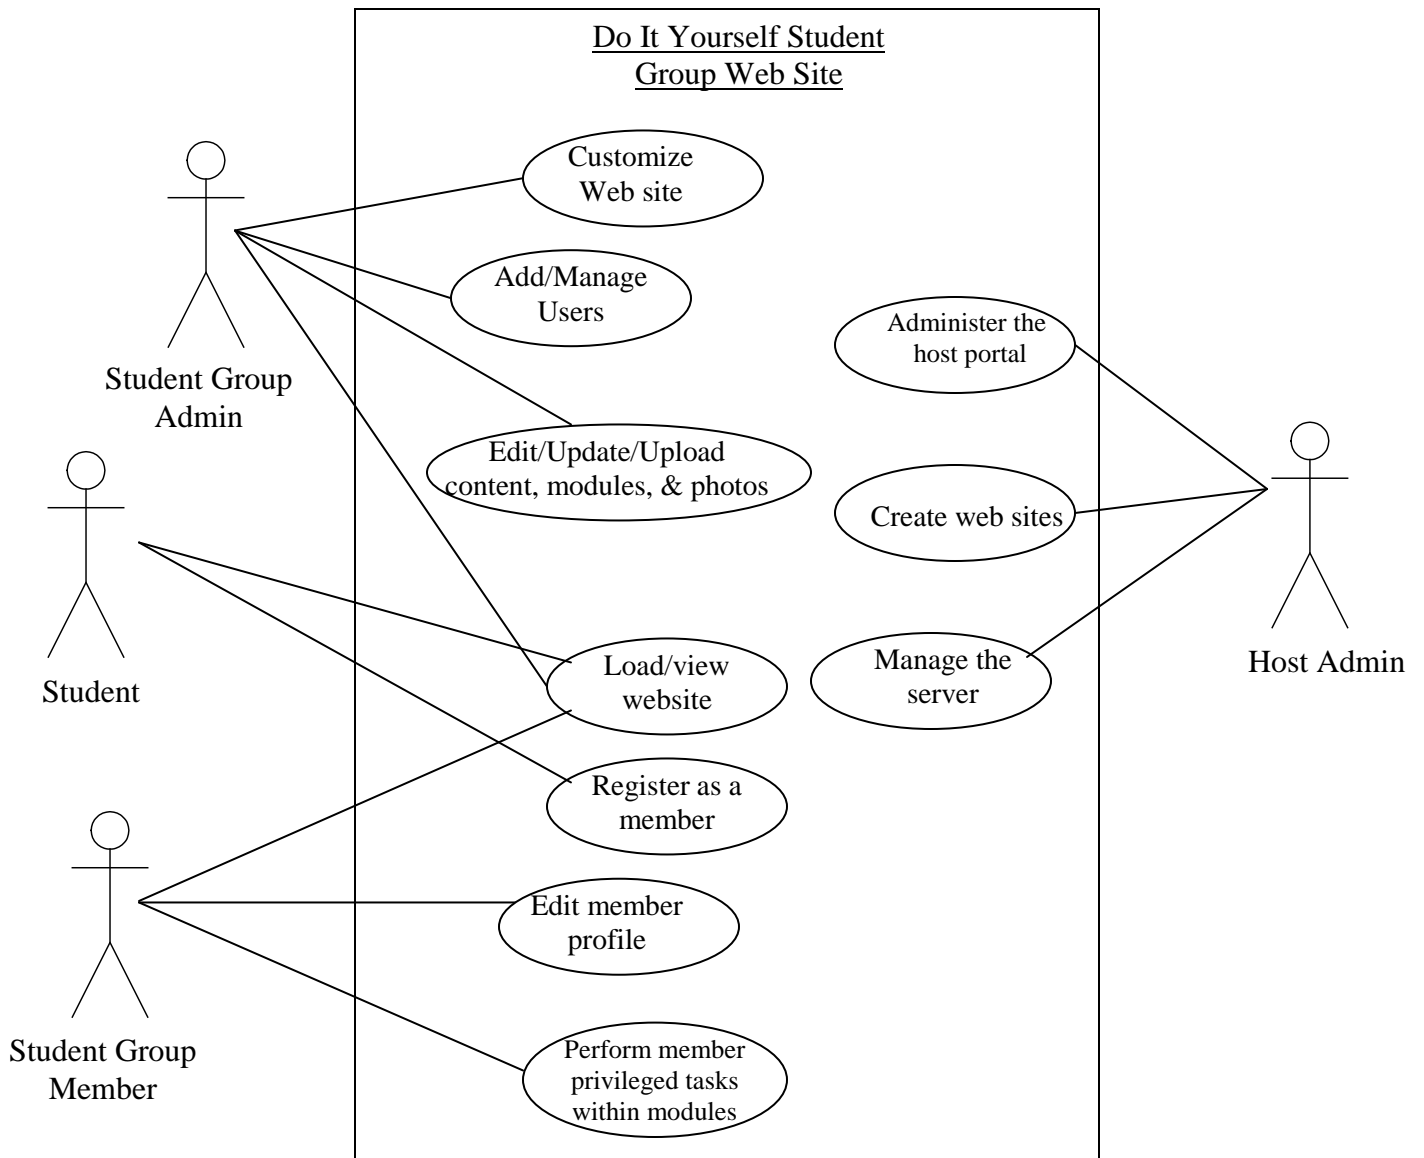 Do It Yourself Student
Group Web Site
Customize
Web site
Add/Manage
Users
Administer the
host portal
Student Group
Admin
Edit/Update/Upload
content, modules, & photos
Create web sites
Student
Load/view
website
Manage the
server
Host Admin
Register as a
member
Edit member
profile
Student Group
Member
Perform member
privileged tasks
within modules